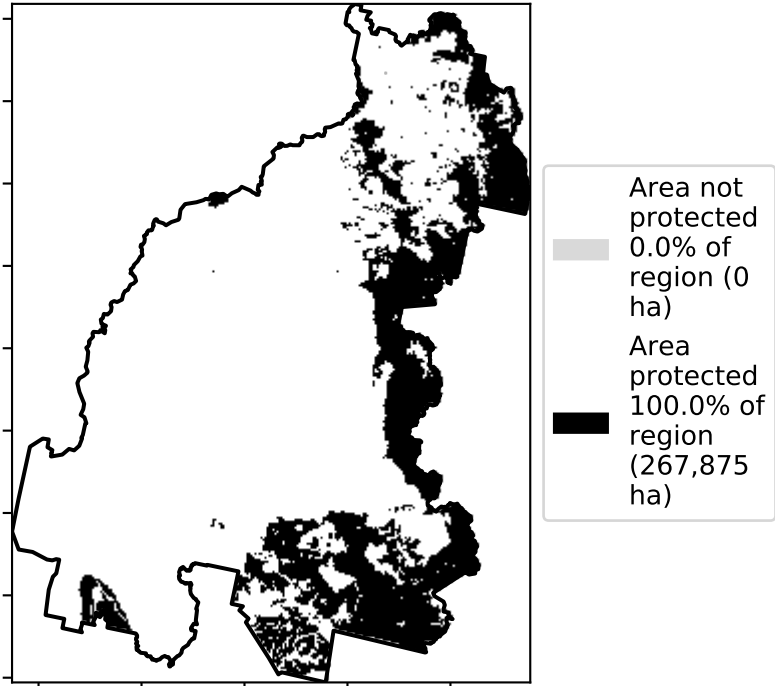 Area not
protected
0.0% of
region (0
ha)
Area
protected
100.0% of
region
(267,875
ha)